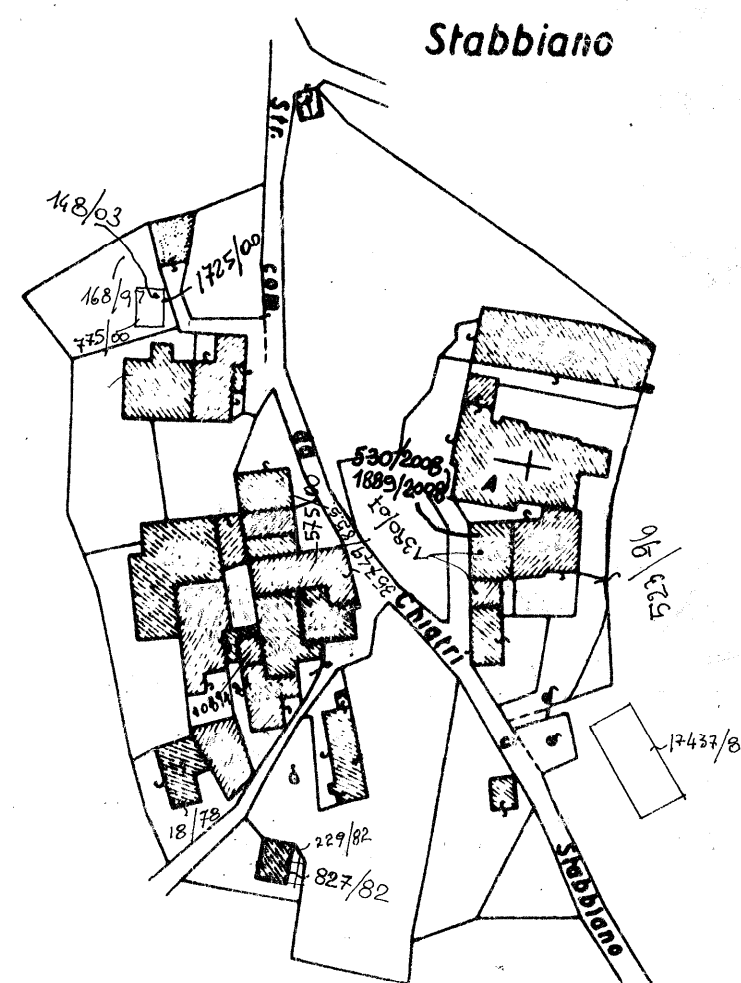 Stabbiano
Str.
com.
148/03
1725/00
168/97
775/00
530/2008
1889/2008
A
1390/07
575/00
523/96
Chiatri
17437/8
18/78
229/82
827/82
Stabbiano